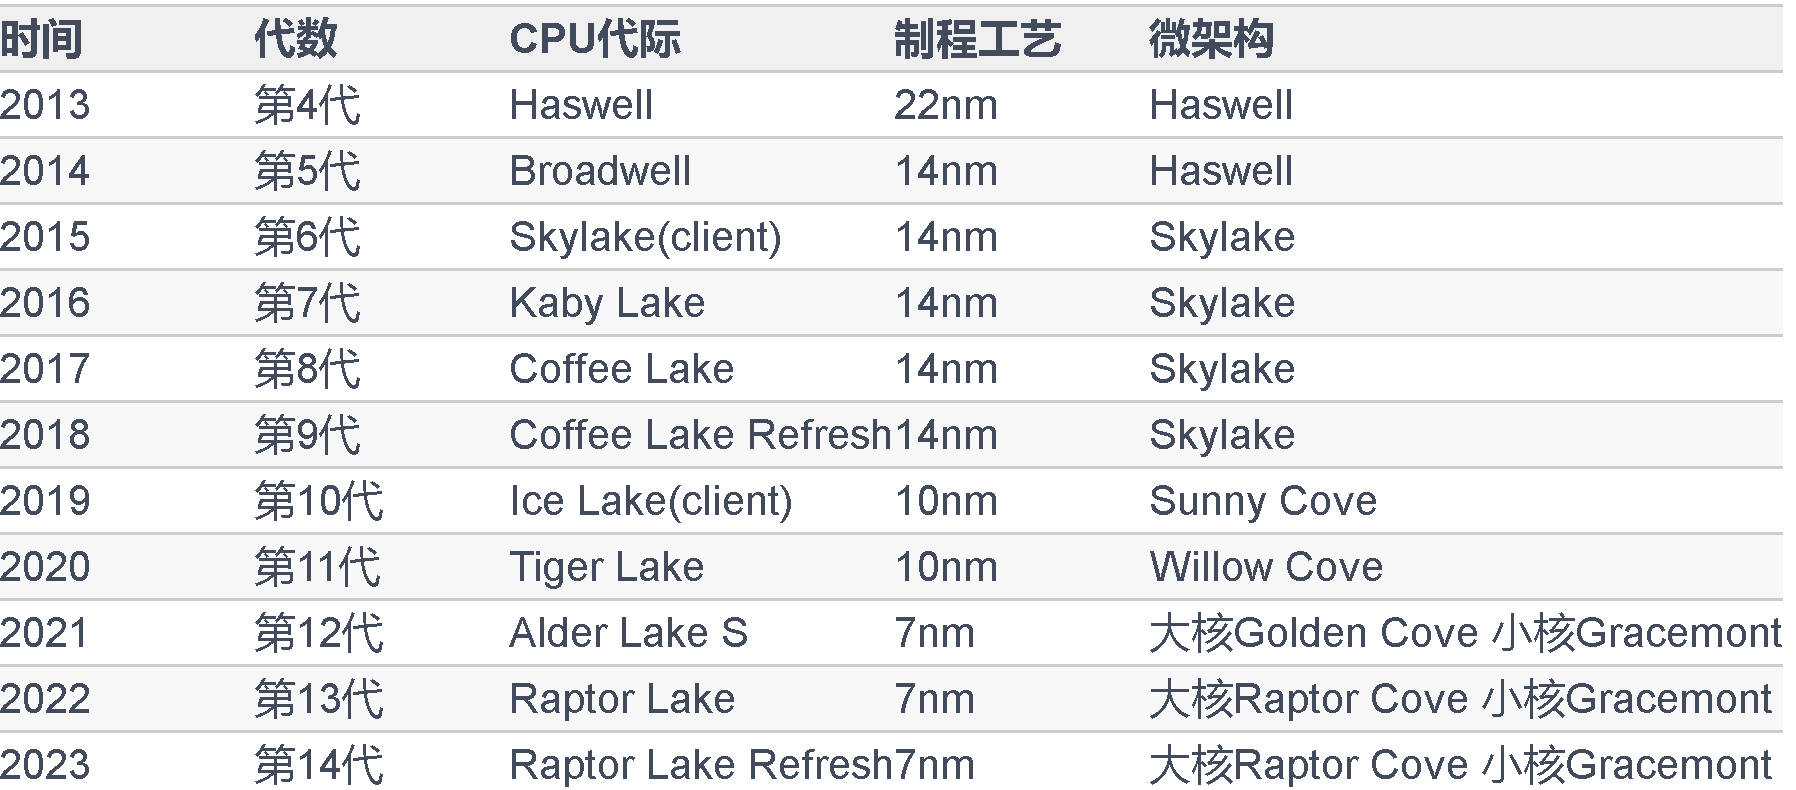 时间 代数 CPU代际 制程工艺 微架构
2013 第4代 Haswell 22nm Haswell
2014 第5代 Broadwell 14nm Haswell
2015 第6代 Skylake(client) 14nm Skylake
2016 第7代 Kaby Lake 14nm Skylake
2017 第8代 Coffee Lake 14nm Skylake
2018 第9代 Coffee Lake Refresh 14nm Skylake
2019 第10代 Ice Lake(client) 10nm Sunny Cove
2020 第11代 Tiger Lake 10nm Willow Cove
2021 第12代 Alder Lake S 7nm 大核Golden Cove 小核Gracemont
2022 第13代 Raptor Lake 7nm 大核Raptor Cove 小核Gracemont
2023 第14代 Raptor Lake Refresh 7nm 大核Raptor Cove 小核Gracemont